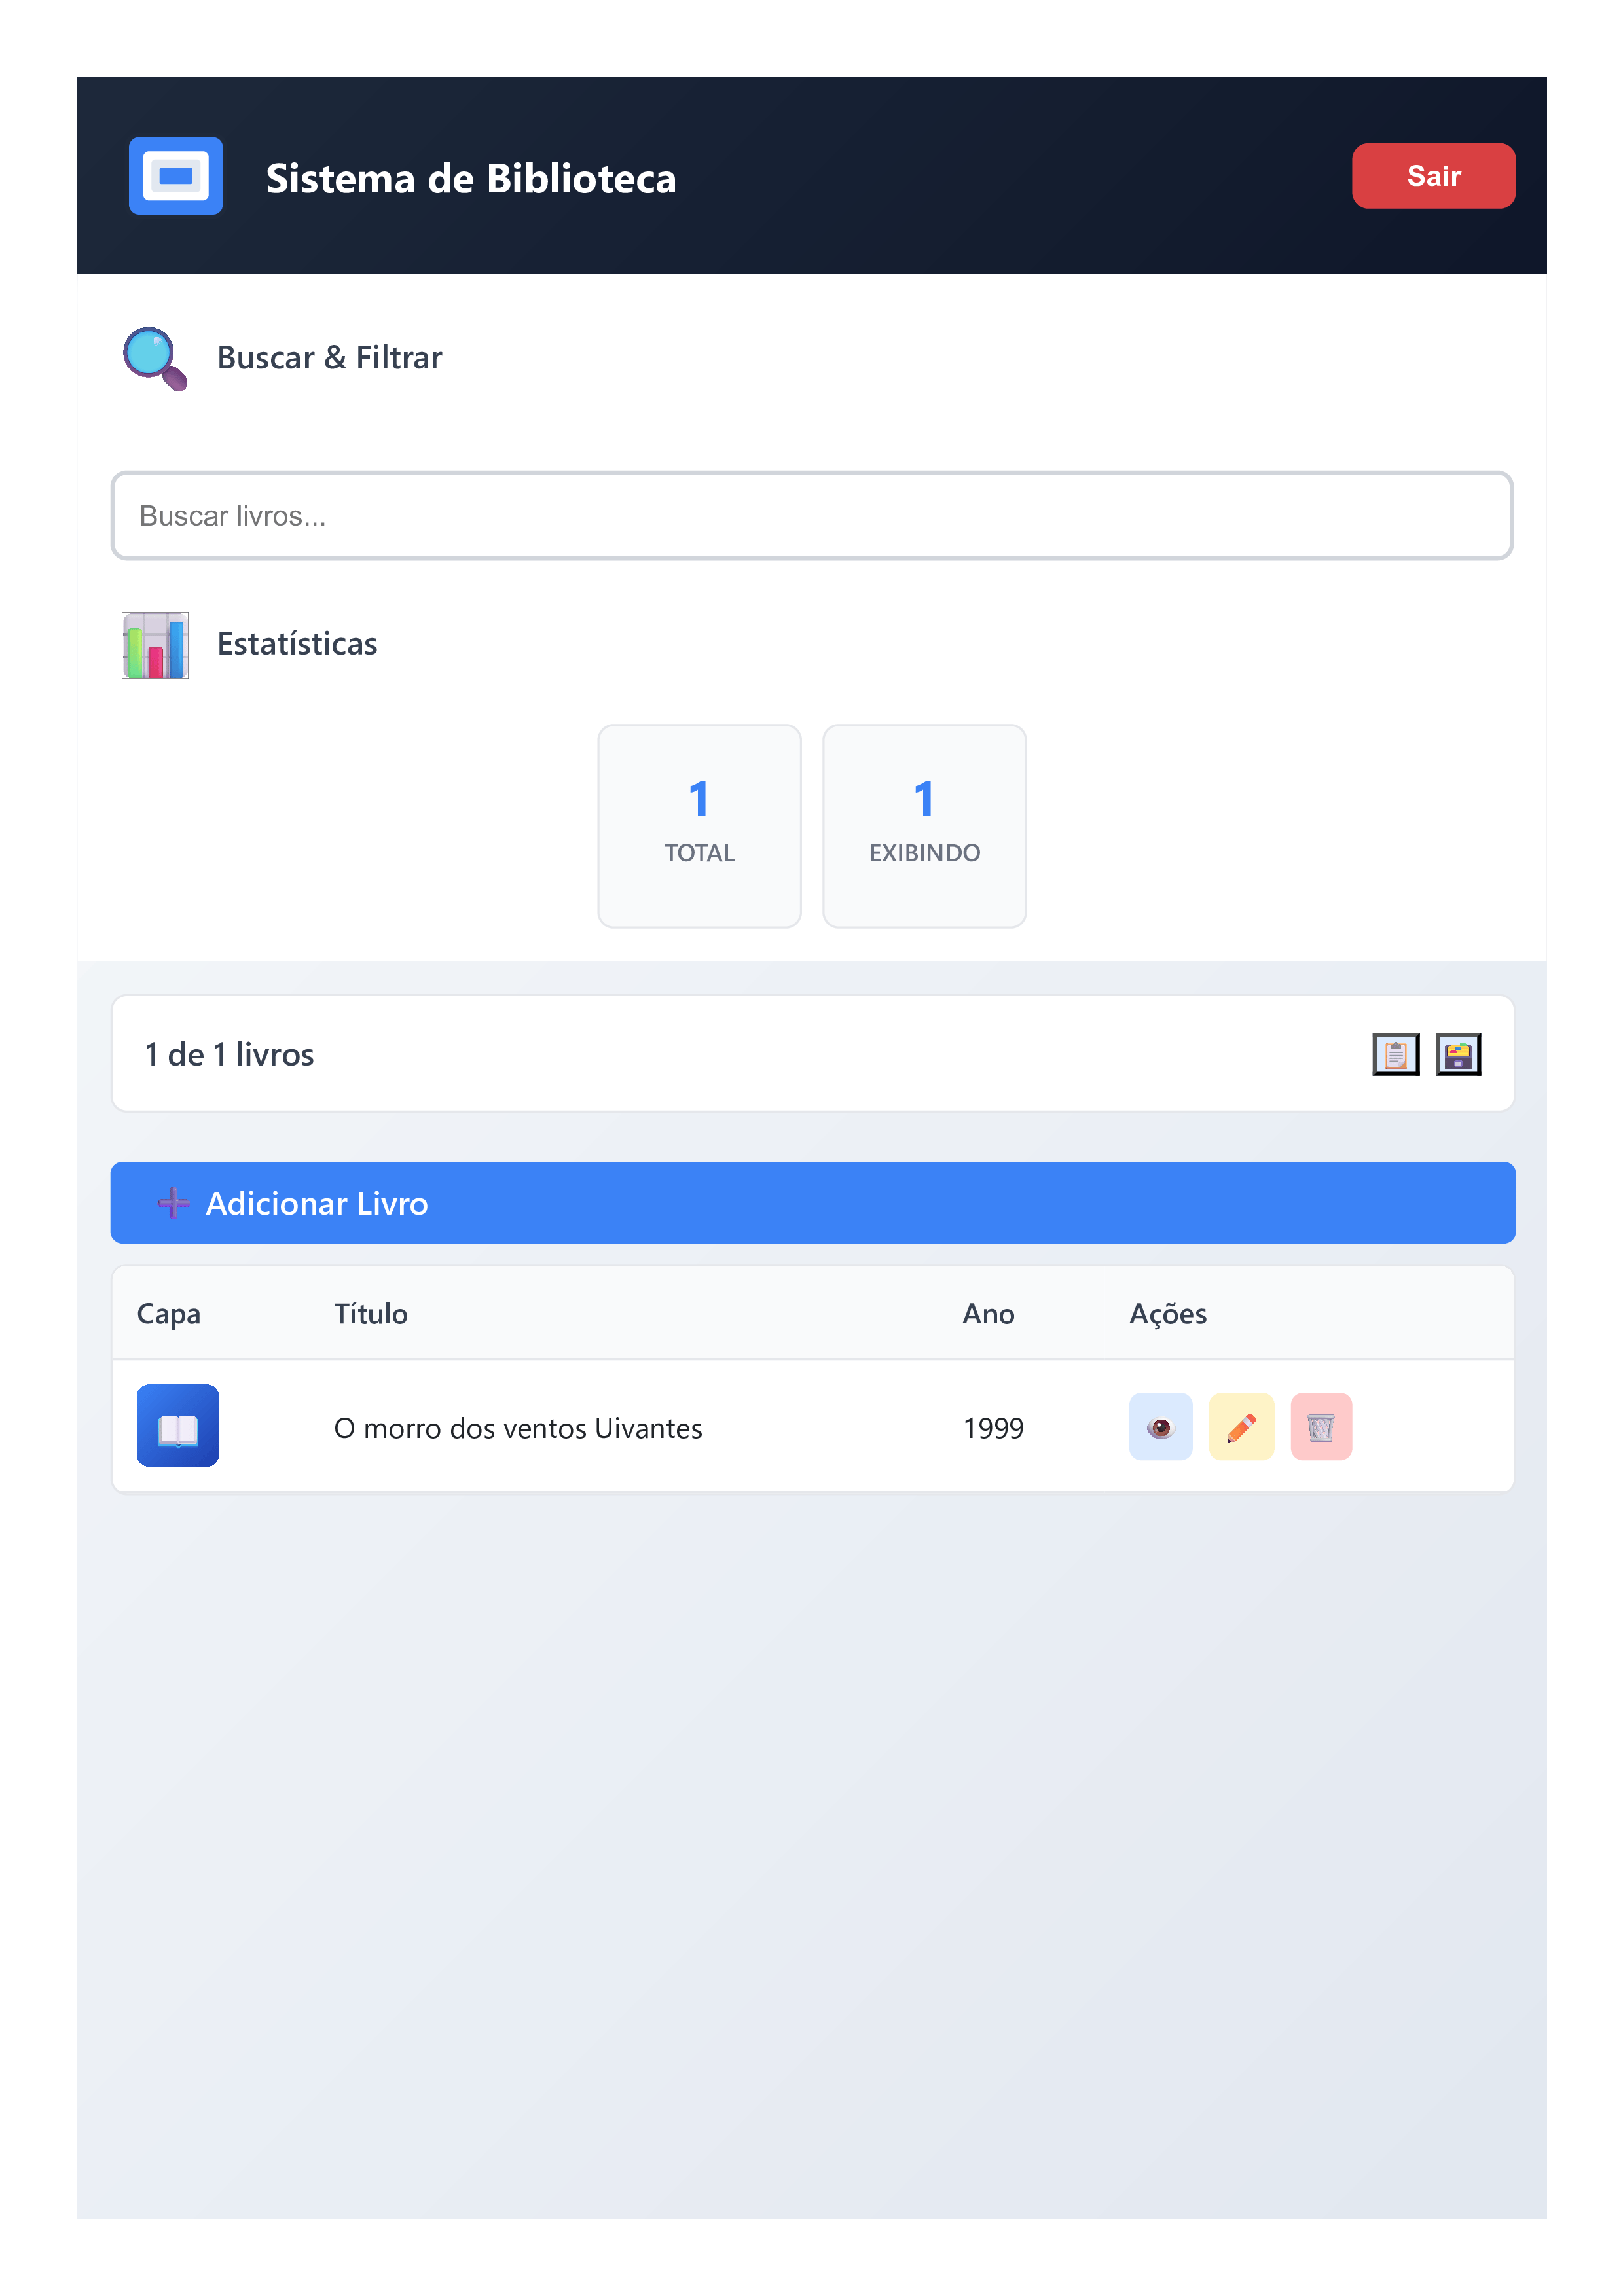 Sistema de Biblioteca
Sair
Buscar & Filtrar
Buscar livros...
Estatísticas
1
TOTAL
1
EXIBINDO
1 de 1 livros
Adicionar Livro
Capa Título Ano Ações
O morro dos ventos Uivantes 1999